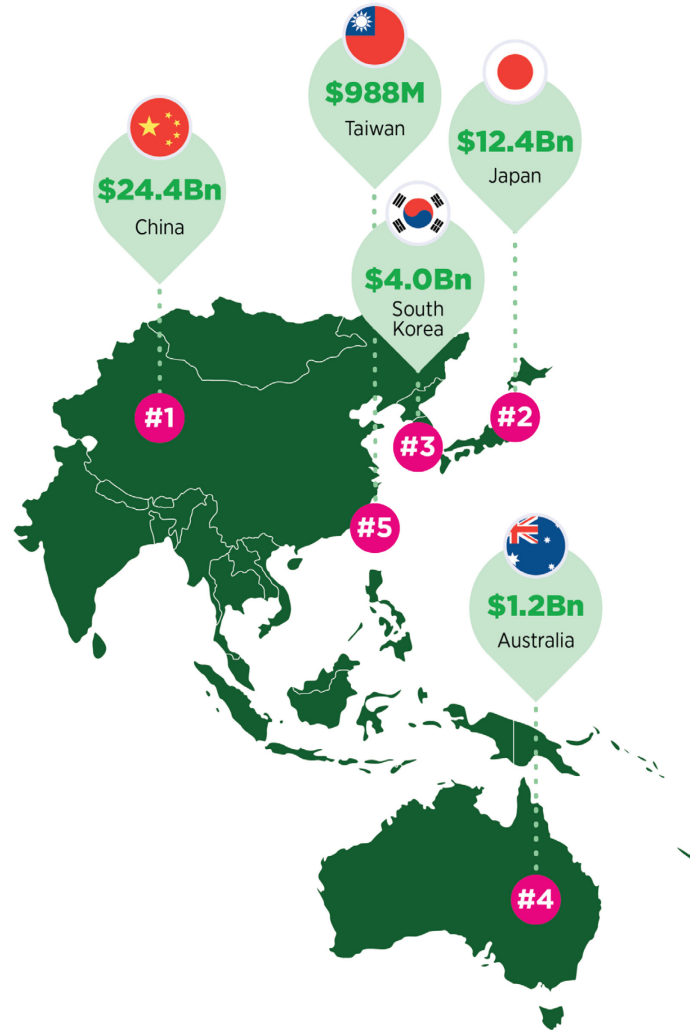 $988M
Taiwan
$12.4Bn
Japan
$24.4Bn
China
$4.0Bn
South
Korea
#1
#2
#3
#5
$1.2Bn
Australia
#4